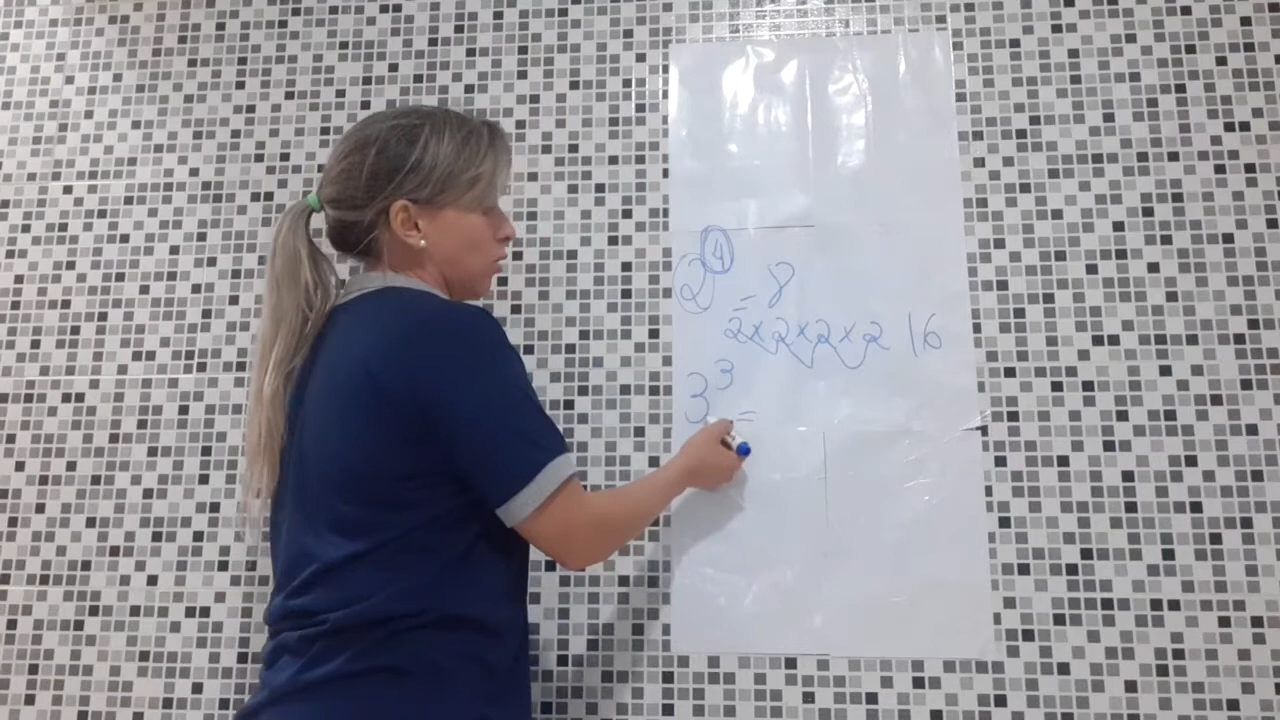 2⁴
= 8
2x2x2x2 16
3³ =